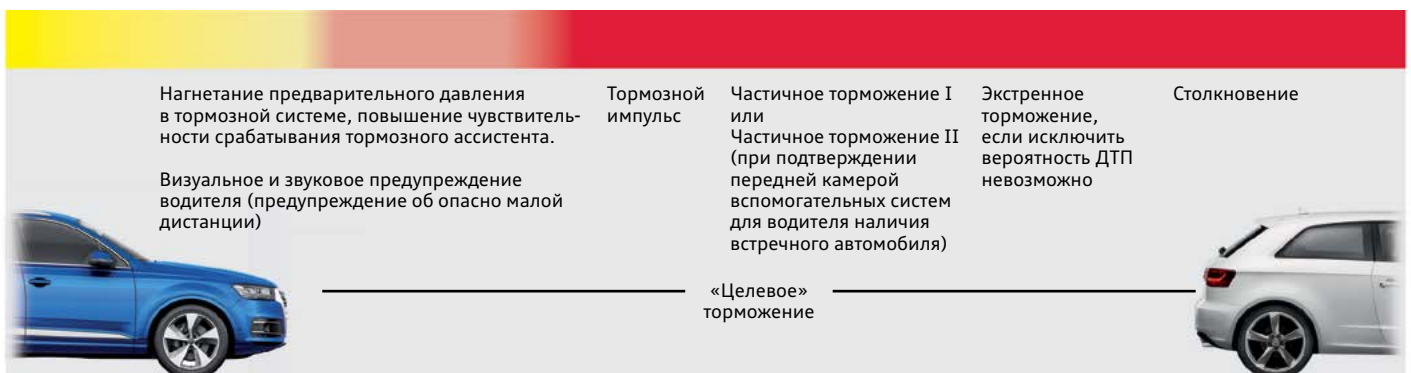 Нагнетание предварительного давления
в тормозной системе, повышение чувствитель-
ности срабатывания тормозного ассистента.
Визуальное и звуковое предупреждение
водителя (предупреждение об опасно малой
дистанции)
Тормозной
импульс
Частичное торможение I
или
Частичное торможение II
(при подтверждении
передней камерой
вспомогательных систем
для водителя наличия
встречного автомобиля)
Экстренное
торможение,
если исключить
вероятность ДТП
невозможно
Столкновение
«Целевое»
торможение